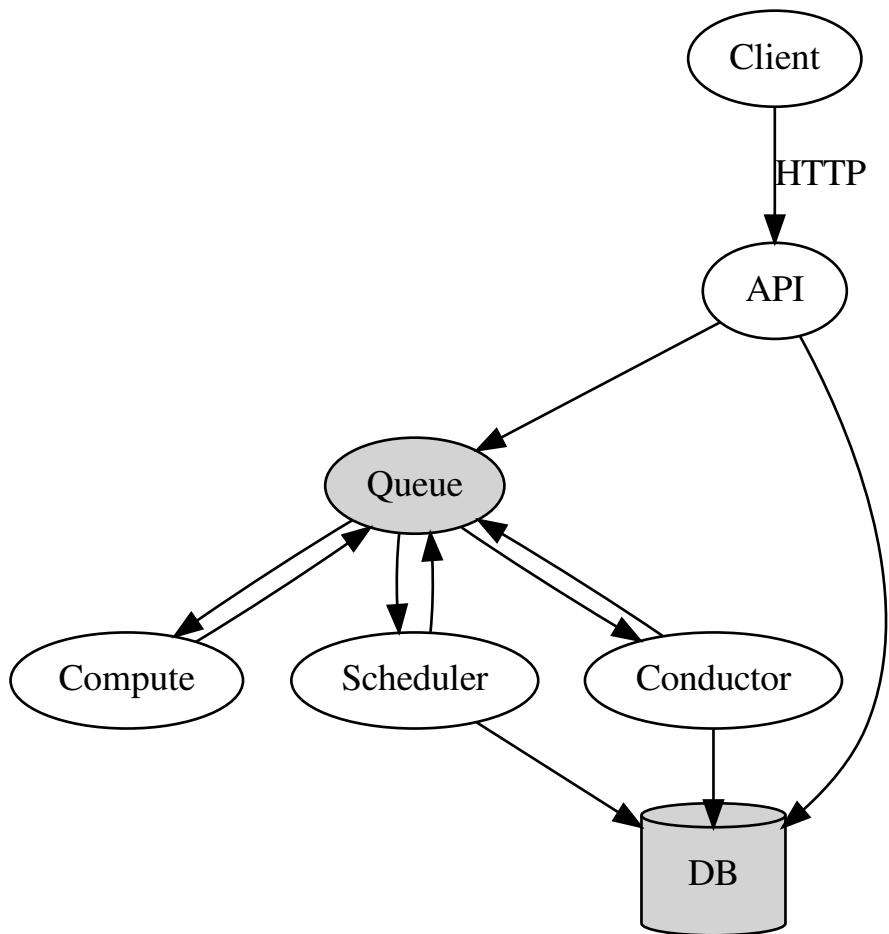 Client
HTTP
API
Queue
Compute
Scheduler
Conductor
DB